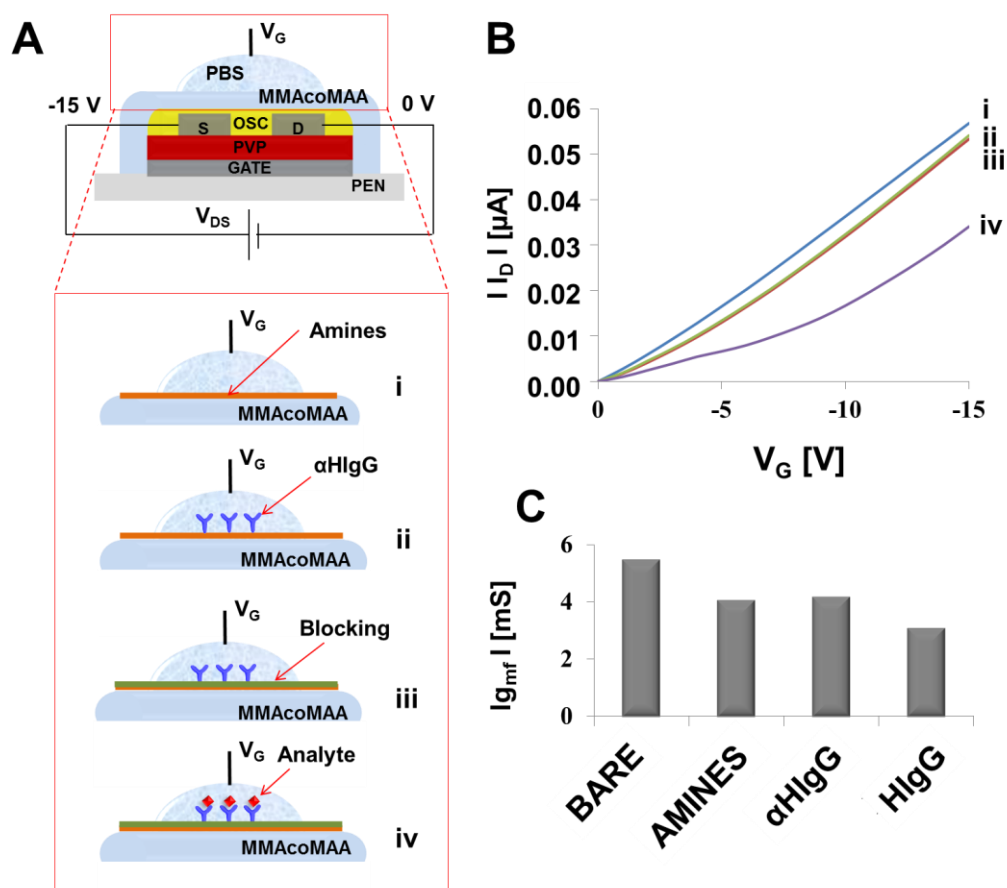 A
V_G
PBS
MMAcoMAA
-15 V
0 V
S OSC D
PVP
GATE
PEN
V_DS
V_G
Amines
MMAcoMAA
i
V_G
αHIgG
MMAcoMAA
ii
V_G
Blocking
MMAcoMAA
iii
V_G
Analyte
MMAcoMAA
iv
B
0.06
0.05
0.04
0.03
0.02
0.01
0.00
I I_D I [µA]
0 -5 -10 -15
V_G [V]
i
ii
iii
iv
C
6
4
2
0
Ig_mf I [mS]
BARE
AMINES
αHIgG
HIgG